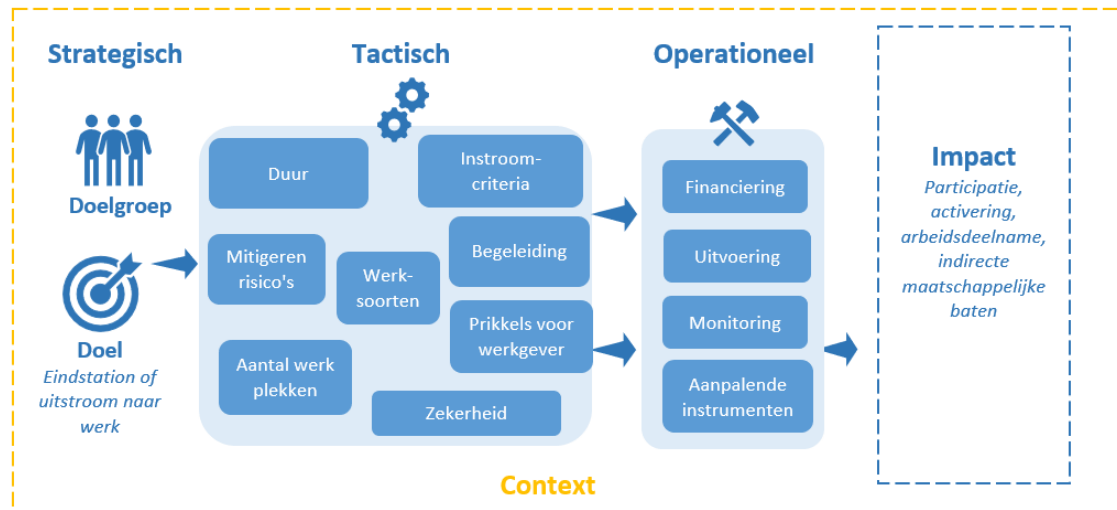 Strategisch
Doelgroep
Doel
Eindstation of
uitstroom naar
werk
Tactisch
Duur
Instroom-
criteria
Mitigeren
risico's
Werk-
soorten
Begeleiding
Prikkels voor
werkgever
Aantal werk
plekken
Zekerheid
Operationeel
Financiering
Uitvoering
Monitoring
Aanpalende
instrumenten
Impact
Participatie,
activering,
arbeidsdeelname,
indirecte
maatschappelijke
baten
Context